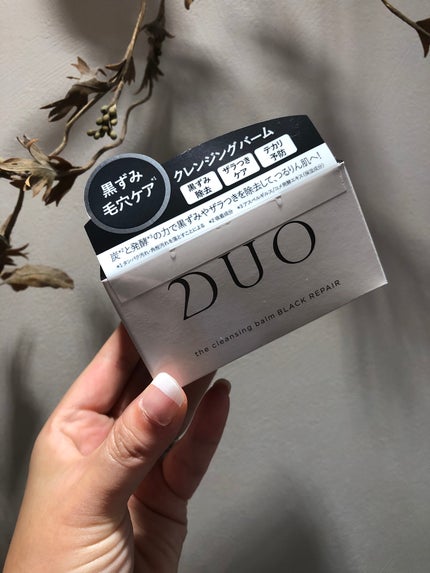 黒ずみ
毛穴ケア*1
クレンジングバーム
黒ずみ
除去
ザラつき
ケア
テカリ
予防
炭*2と発酵*3の力で黒ずみやザラつきを除去して、つるりん肌へ!
DUO
the cleansing balm BLACK REPAIR